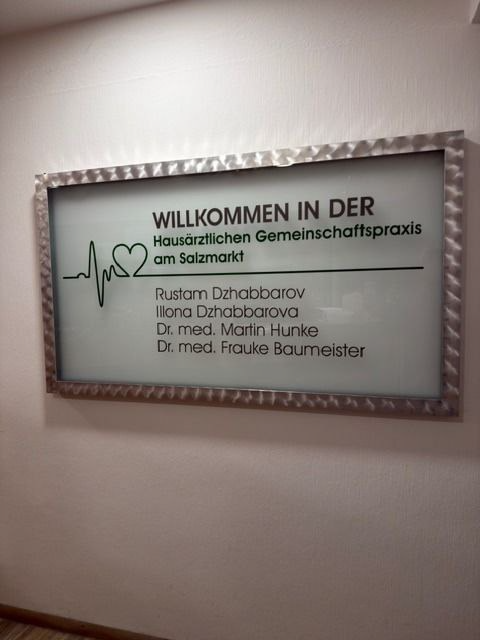 WILLKOMMEN IN DER
Hausärztlichen Gemeinschaftspraxis
am Salzmarkt
Rustam Dzhabbarov
Illona Dzhabbarova
Dr. med. Martin Hunke
Dr. med. Frauke Baumeister